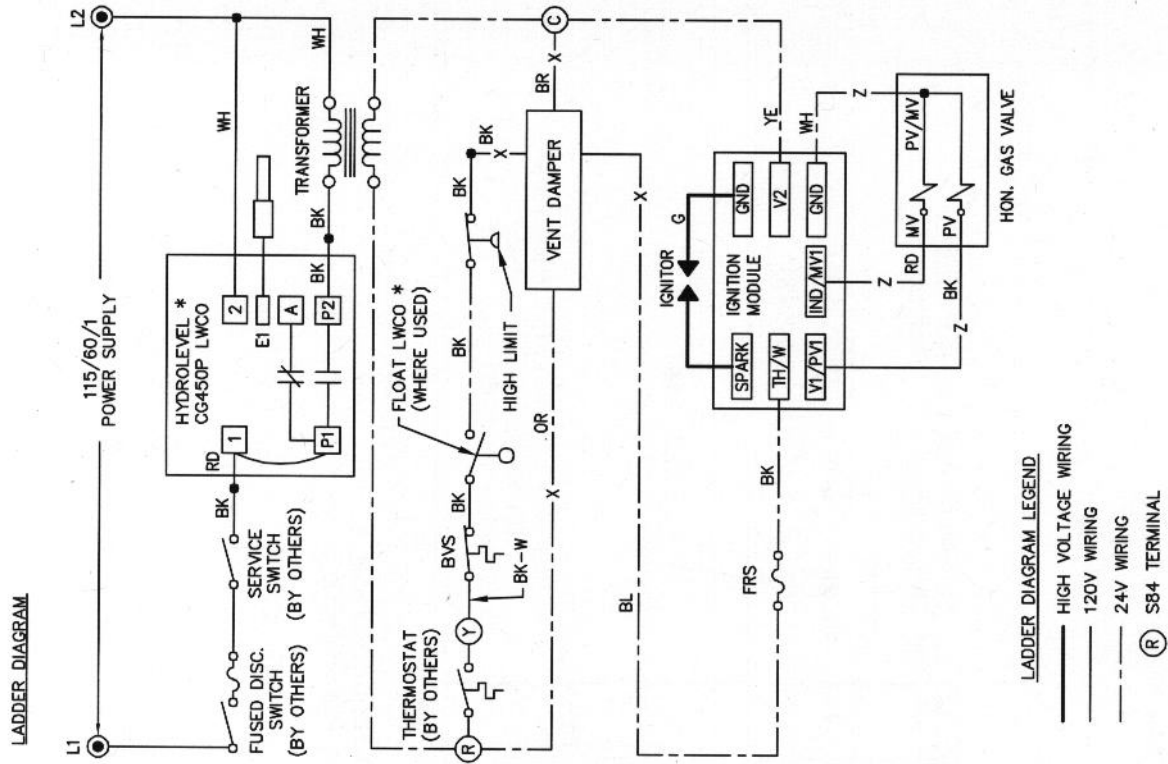 LADDER DIAGRAM
L1
115/60/1
POWER SUPPLY
L2
FUSED DISC.
SWITCH
(BY OTHERS)
SERVICE
SWITCH
(BY OTHERS)
BK
RD
HYDROLEVEL *
CG450P LWCO
1
2
E1
A
P1
P2
WH
BK
BK
TRANSFORMER
WH
THERMOSTAT
(BY OTHERS)
R
Y
BK-W
BVS
BK
FLOAT LWCO *
(WHERE USED)
BK
HIGH LIMIT
BK
BK
X
OR
X
VENT DAMPER
BR
X
C
BL
X
FRS
BK
IGNITOR
G
SPARK
GND
IGNITION
MODULE
TH/W
V2
YE
V1/PV1
IND/MV1
GND
WH
Z
Z
RD
MV
PV/MV
Z
BK
PV
HON. GAS VALVE
LADDER DIAGRAM LEGEND
HIGH VOLTAGE WIRING
120V WIRING
24V WIRING
R S84 TERMINAL